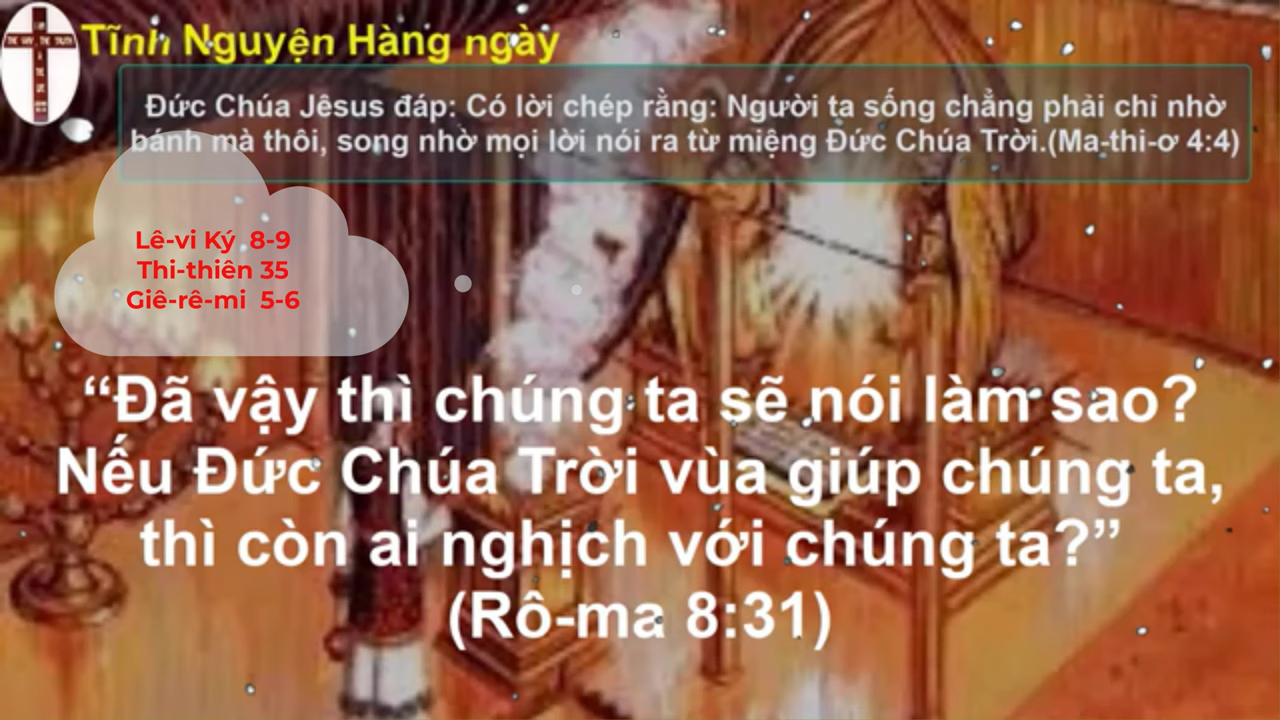 Tĩnh Nguyện Hàng ngày
Đức Chúa Jêsus đáp: Có lời chép rằng: Người ta sống chẳng phải chỉ nhờ
bánh mà thôi, song nhờ mọi lời nói ra từ miệng Đức Chúa Trời.(Ma-thi-ơ 4:4)
Lê-vi Ký 8-9
Thi-thiên 35
Giê-rê-mi 5-6
“Đã vậy thì chúng ta sẽ nói làm sao?
Nếu Đức Chúa Trời vùa giúp chúng ta,
thì còn ai nghịch với chúng ta?”
(Rô-ma 8:31)